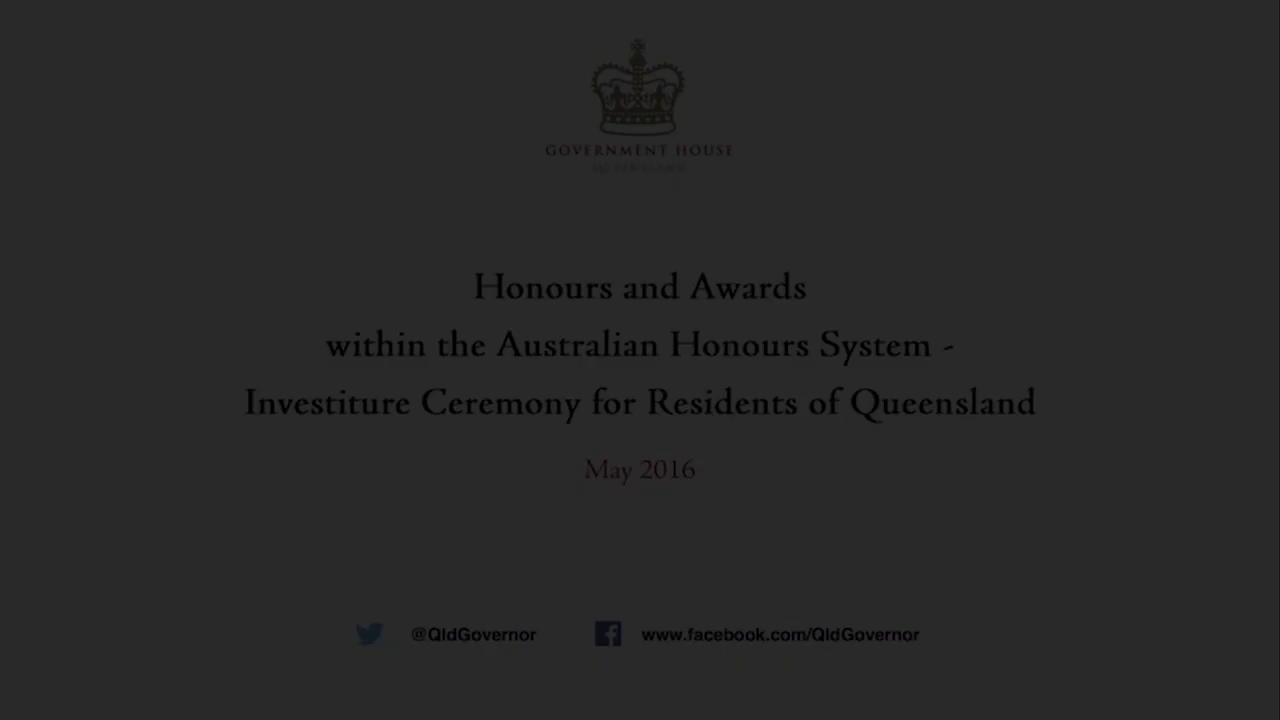 GOVERNMENT HOUSE
QUEENSLAND
Honours and Awards
within the Australian Honours System -
Investiture Ceremony for Residents of Queensland
May 2016
@QldGovernor
www.facebook.com/QldGovernor